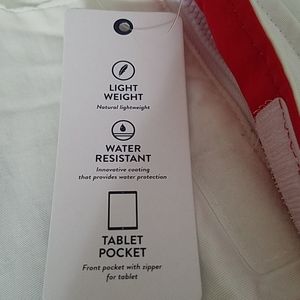 LIGHT
WEIGHT
Natural lightweight
WATER
RESISTANT
Innovative coating
that provides water protection
TABLET
POCKET
Front pocket with zipper
for tablet